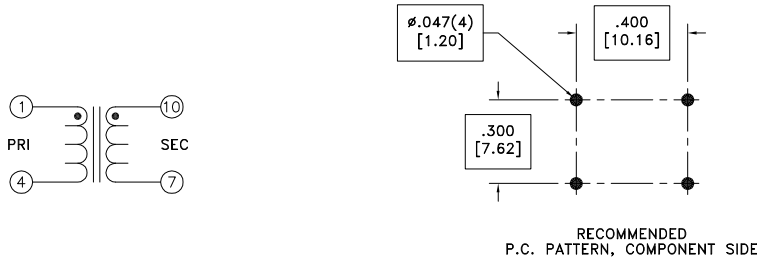 ø.047(4)
[1.20]
.400
[10.16]
1
10
PRI
SEC
4
7
.300
[7.62]
RECOMMENDED
P.C. PATTERN, COMPONENT SIDE